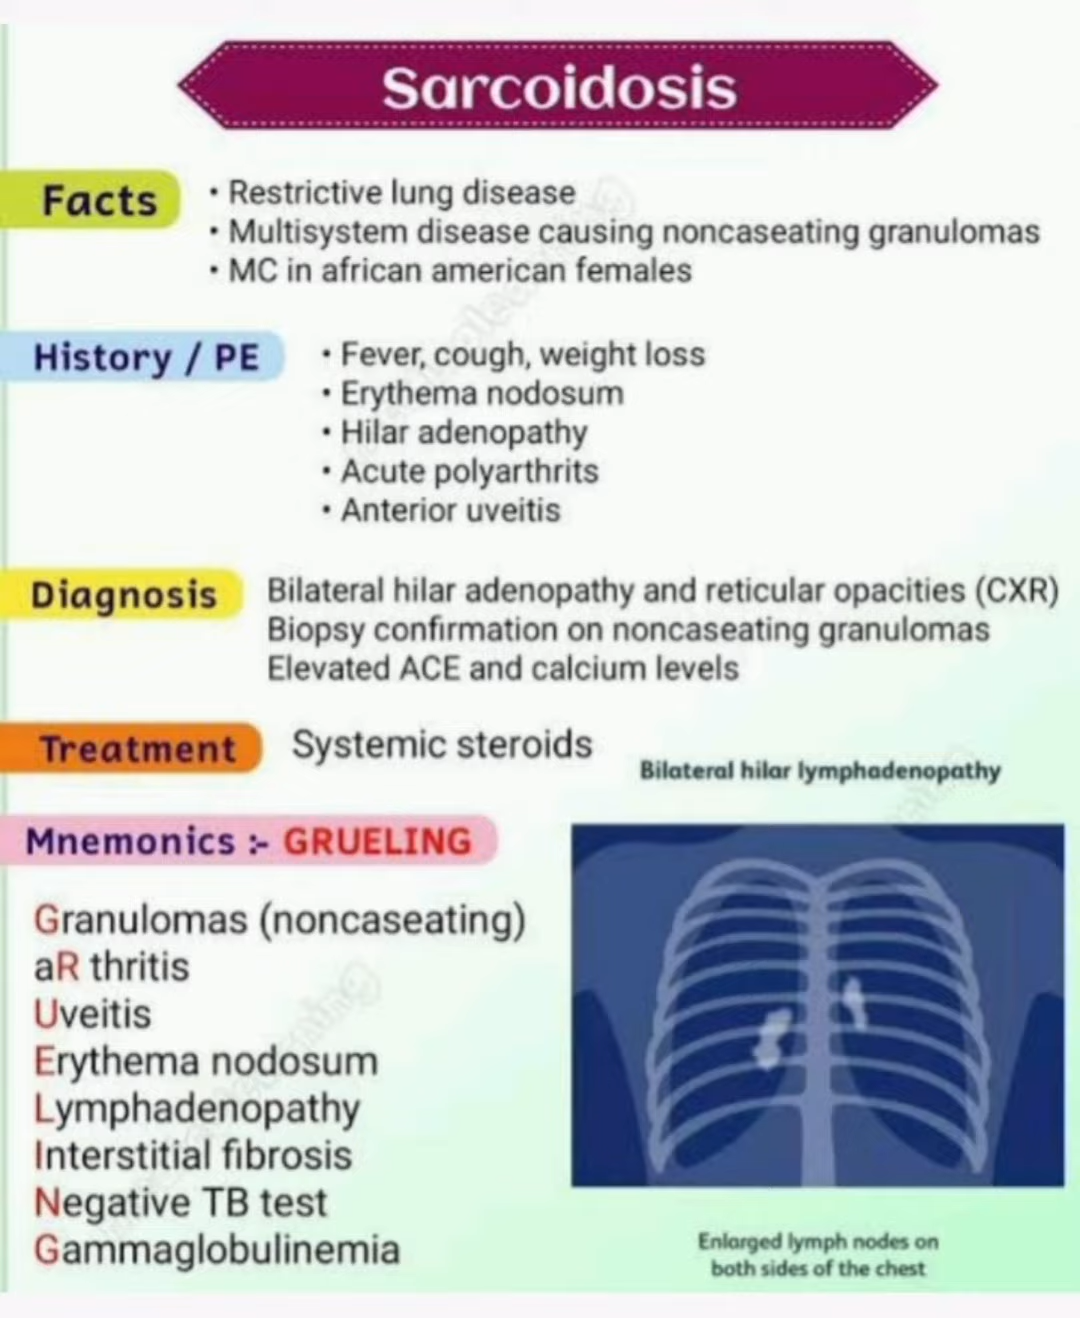 Sarcoidosis
Facts
• Restrictive lung disease
• Multisystem disease causing noncaseating granulomas
• MC in african american females
History / PE
• Fever, cough, weight loss
• Erythema nodosum
• Hilar adenopathy
• Acute polyarthrits
• Anterior uveitis
Diagnosis
Bilateral hilar adenopathy and reticular opacities (CXR)
Biopsy confirmation on noncaseating granulomas
Elevated ACE and calcium levels
Treatment
Systemic steroids
Bilateral hilar lymphadenopathy
Mnemonics :- GRUELING
Granulomas (noncaseating)
aR thritis
Uveitis
Erythema nodosum
Lymphadenopathy
Interstitial fibrosis
Negative TB test
Gammaglobulinemia
Enlarged lymph nodes on
both sides of the chest